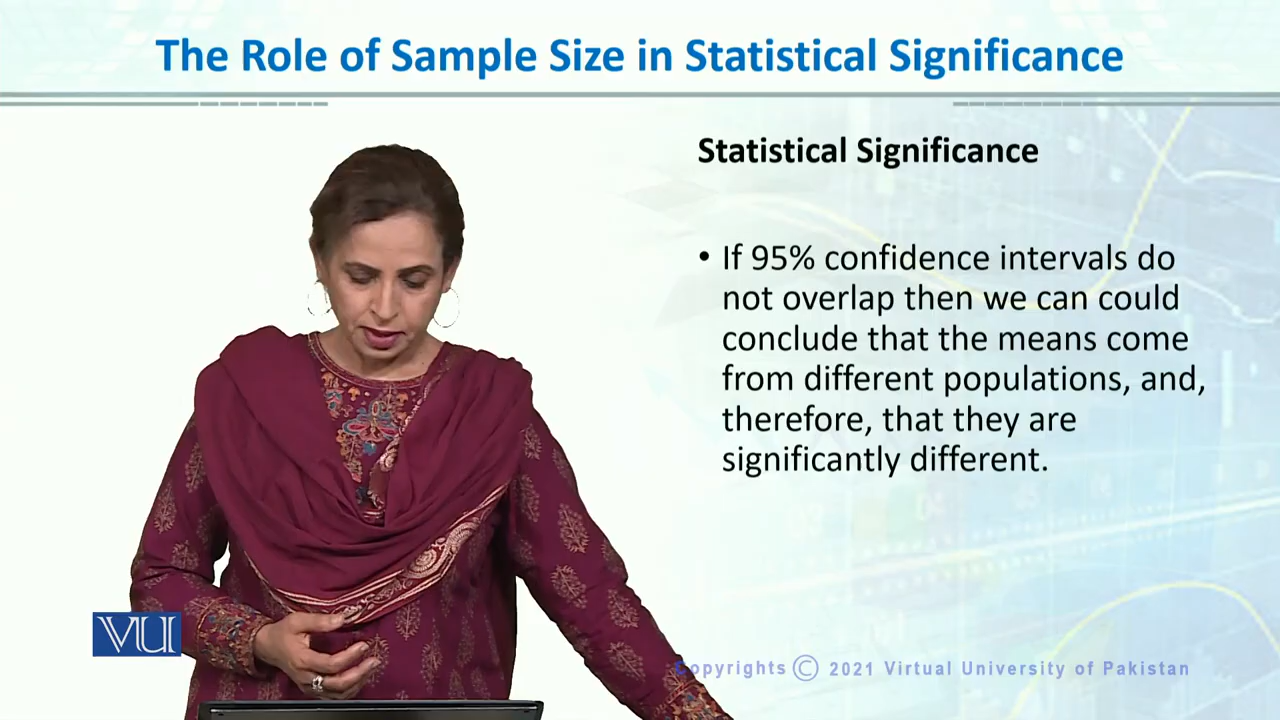 The Role of Sample Size in Statistical Significance
Statistical Significance
• If 95% confidence intervals do
not overlap then we can could
conclude that the means come
from different populations, and,
therefore, that they are
significantly different.
VU
Copyrights © 2021 Virtual University of Pakistan